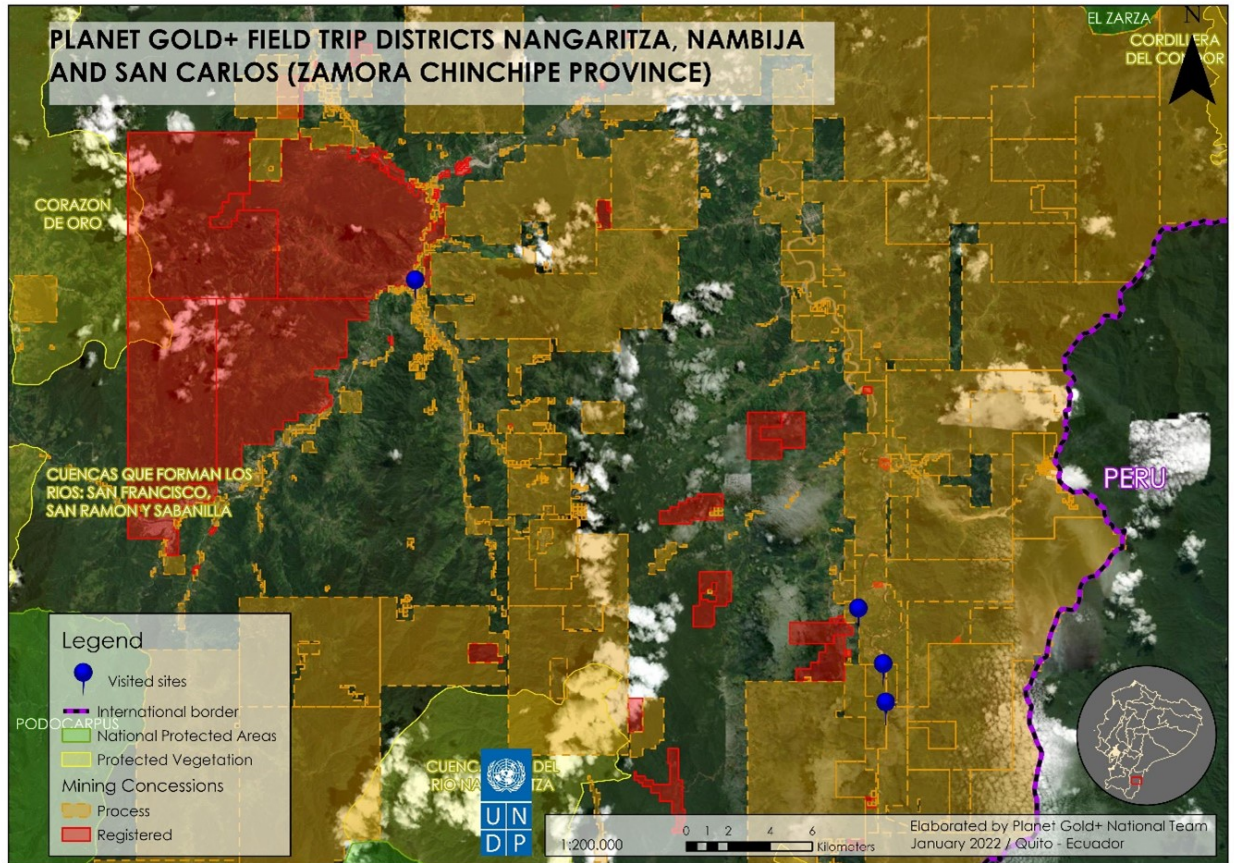 PLANET GOLD+ FIELD TRIP DISTRICTS NANGARITZA, NAMBIJA
AND SAN CARLOS (ZAMORA CHINCHIPE PROVINCE)
EL ZARZA
N
CORDILLERA
DEL CONDOR
CORAZON
DE ORO
CUENCAS QUE FORMAN LOS
RIOS: SAN FRANCISCO,
SAN RAMON Y SABANILLA
PERU
Legend
Visited sites
International border
National Protected Areas
Protected Vegetation
Mining Concessions
Process
Registered
PODOCARPUS
DEL
UN
DP
1:200.000
0 1 2 4 6
Kilometers
Elaborated by Planet Gold+ National Team
January 2022 / Quito - Ecuador